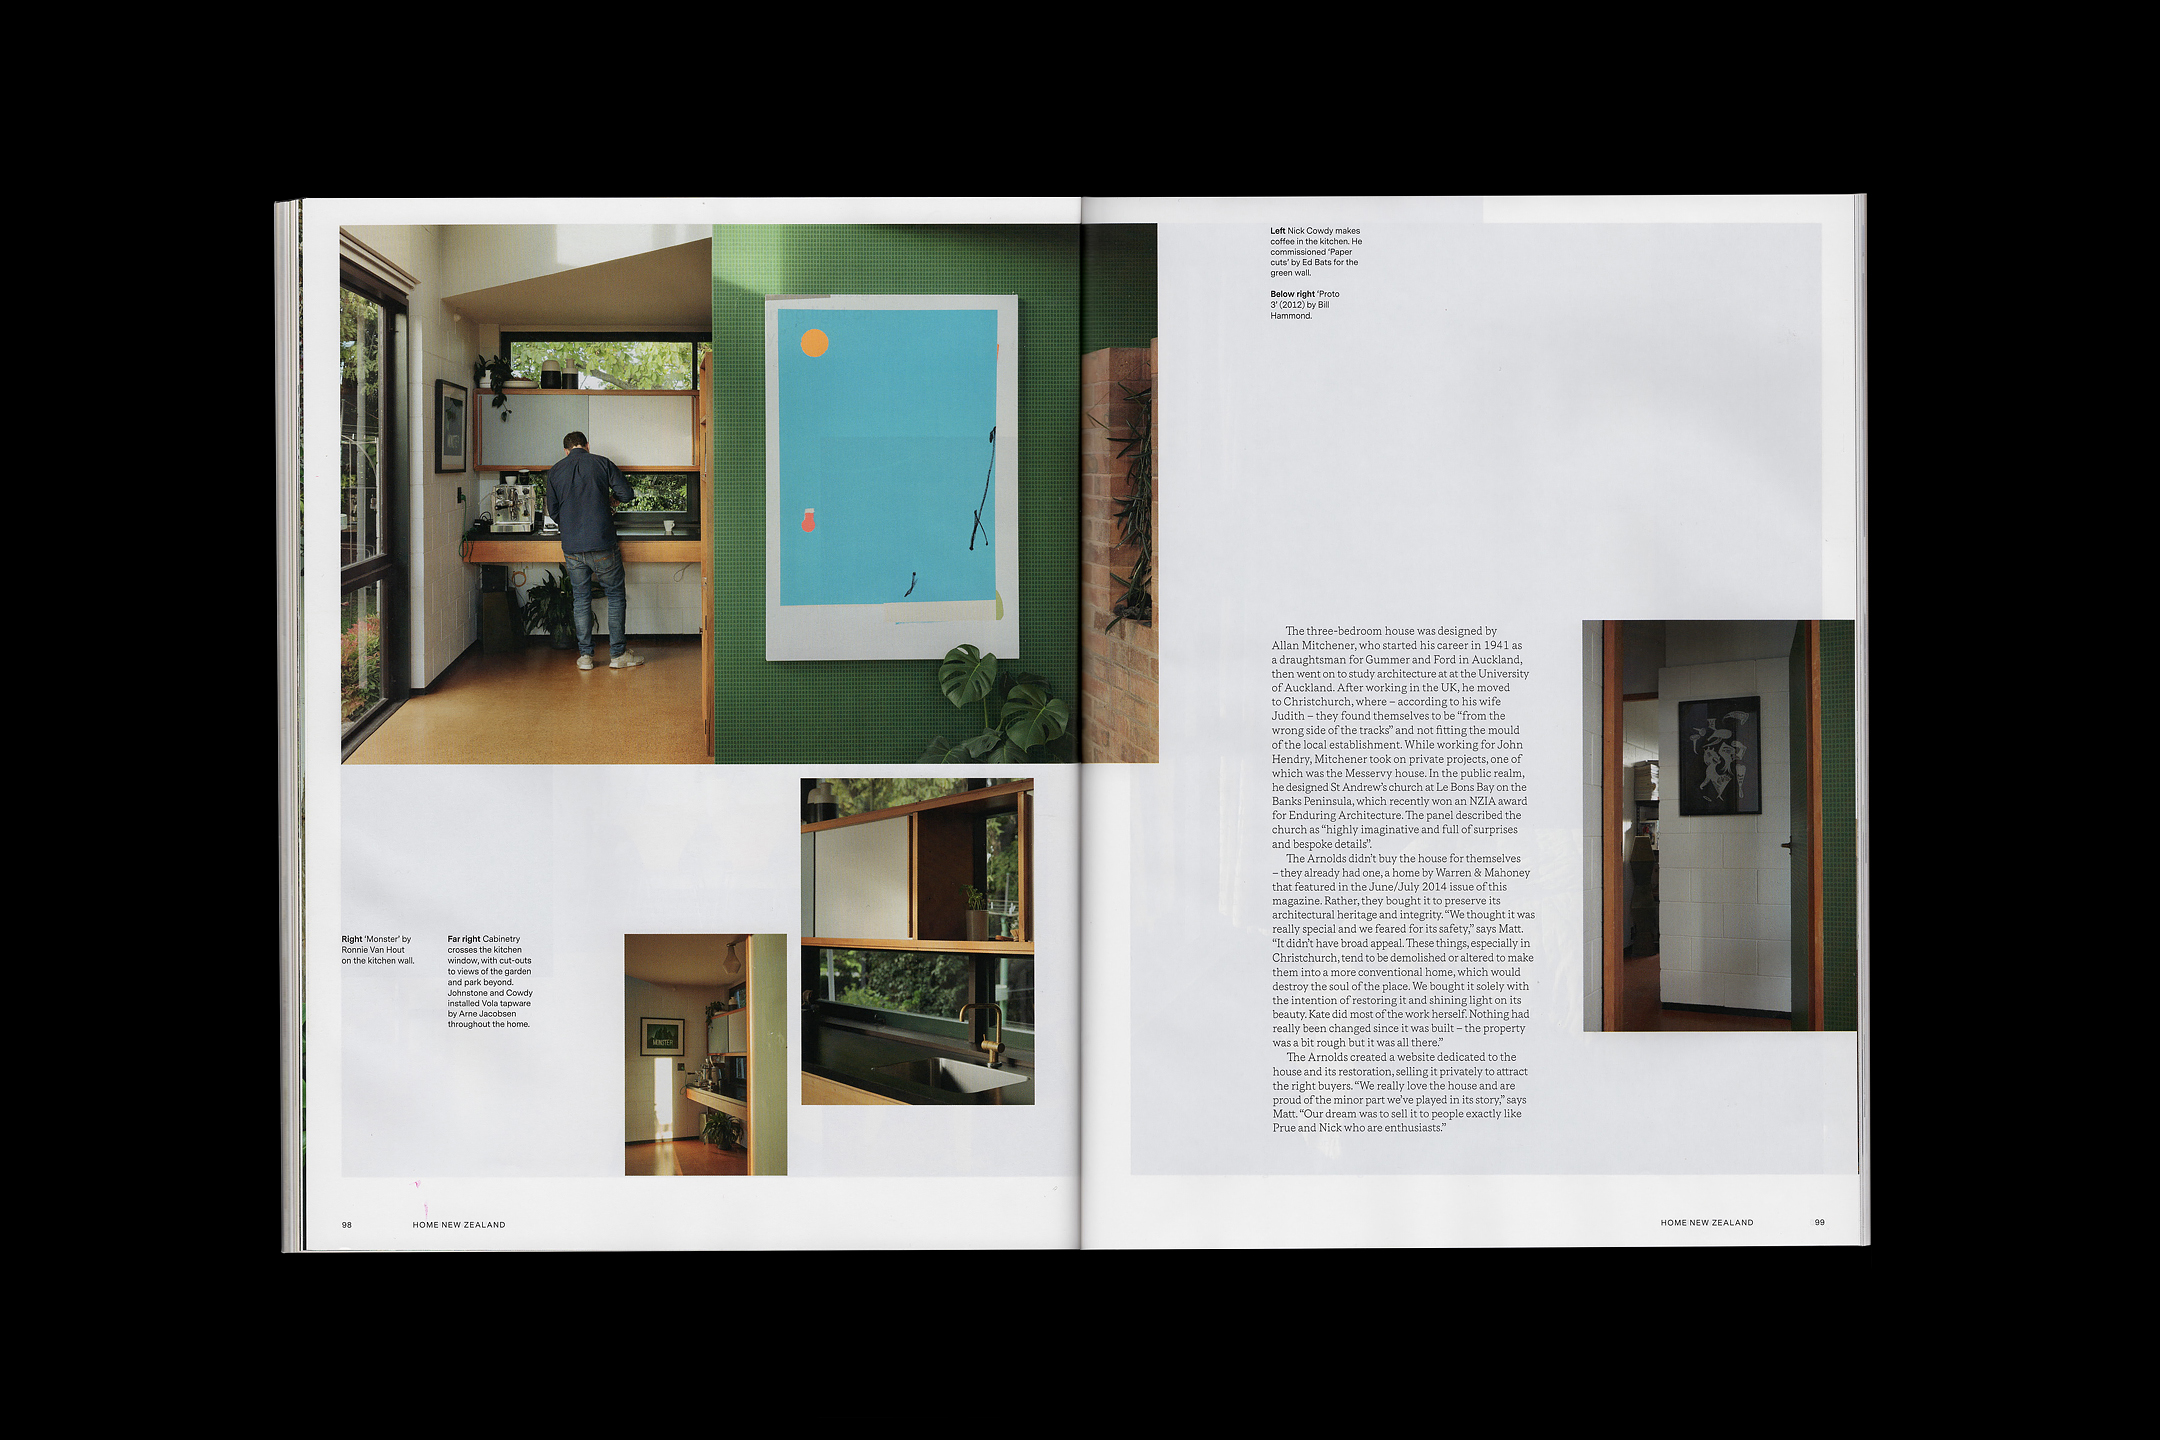 Left Nick Cowdy makes
coffee in the kitchen. He
commissioned ‘Paper
cuts’ by Ed Bats for the
green wall.
Below right ‘Proto
3’ (2012) by Bill
Hammond.
The three-bedroom house was designed by
Allan Mitchener, who started his career in 1941 as
a draughtsman for Gummer and Ford in Auckland,
then went on to study architecture at at the University
of Auckland. After working in the UK, he moved
to Christchurch, where – according to his wife
Judith – they found themselves to be “from the
wrong side of the tracks” and not fitting the mould
of the local establishment. While working for John
Hendry, Mitchener took on private projects, one of
which was the Messervy house. In the public realm,
he designed St Andrew’s church at Le Bons Bay on the
Banks Peninsula, which recently won an NZIA award
for Enduring Architecture. The panel described the
church as “highly imaginative and full of surprises
and bespoke details”.
The Arnolds didn’t buy the house for themselves
– they already had one, a home by Warren & Mahoney
that featured in the June/July 2014 issue of this
magazine. Rather, they bought it to preserve its
architectural heritage and integrity. “We thought it was
really special and we feared for its safety,” says Matt.
“It didn’t have broad appeal. These things, especially in
Christchurch, tend to be demolished or altered to make
them into a more conventional home, which would
destroy the soul of the place. We bought it solely with
the intention of restoring it and shining light on its
beauty. Kate did most of the work herself. Nothing had
really been changed since it was built – the property
was a bit rough but it was all there.”
The Arnolds created a website dedicated to the
house and its restoration, selling it privately to attract
the right buyers. “We really love the house and are
proud of the minor part we’ve played in its story,” says
Matt. “Our dream was to sell it to people exactly like
Prue and Nick who are enthusiasts.”
Right ‘Monster’ by
Ronnie Van Hout
on the kitchen wall.
Far right Cabinetry
crosses the kitchen
window, with cut-outs
to views of the garden
and park beyond.
Johnstone and Cowdy
installed Vola tapware
by Arne Jacobsen
throughout the home.
MONSTER
98
HOME NEW ZEALAND
HOME NEW ZEALAND
99